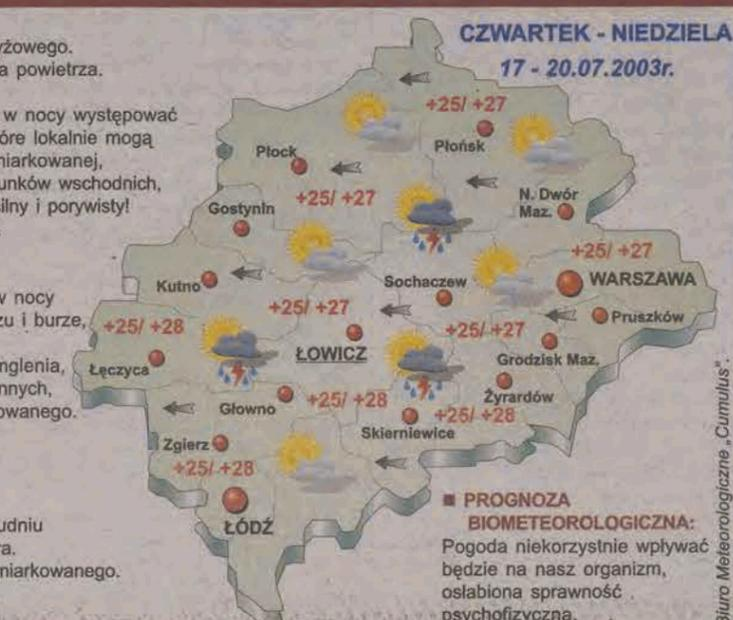 yżowego.
a powietrza.
w nocy występować
óre lokalnie mogą
niarkowanej,
unków wschodnich,
silny i porywisty!
w nocy
zu i burze,
nglenia,
nnych,
owanego.
udniu
ra.
niarkowanego.
CZWARTEK - NIEDZIELA
17 - 20.07.2003r.
+25/ +27
Płońsk
Płock
+25/ +27
N. Dwór
Maz.
Gostynin
+25/ +27
WARSZAWA
Kutno
Sochaczew
Pruszków
+25/ +27
+25/ +28
+25/ +27
ŁOWICZ
Grodzisk Maz.
Łęczyca
Żyrardów
Głowno
+25/ +28
+25/ +28
Skierniewice
Zgierz
+25/ +28
ŁÓDŹ
PROGNOZA
BIOMETEOROLOGICZNA:
Pogoda niekorzystnie wpływać
będzie na nasz organizm,
osłabiona sprawność
psychofizyczna.
Biuro Meteorologiczne „Cumulus".